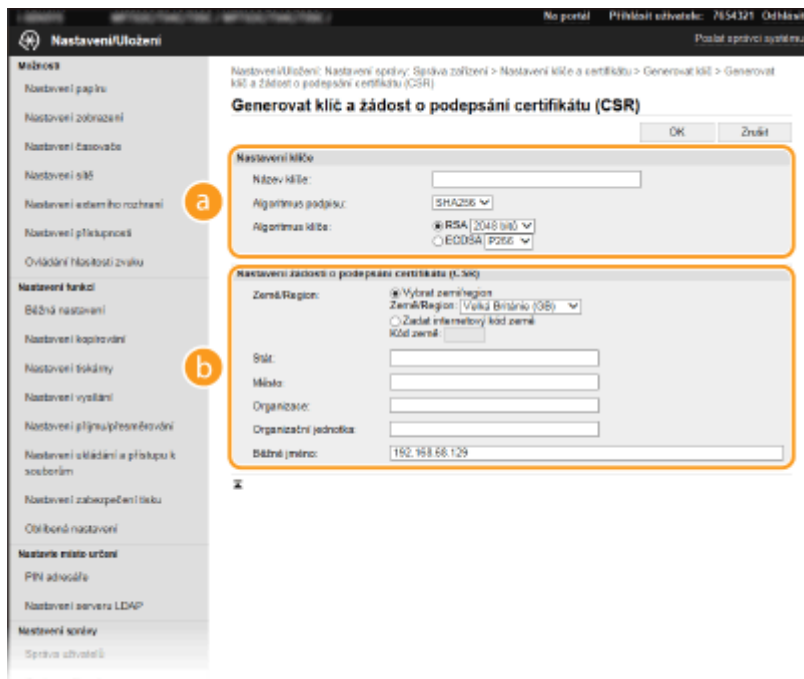 Na portál Přihlásit uživatele: 7654321 Odhlásit
Nastavení/Uložení
Poslat správci systému
Možnosti
Nastavení papíru
Nastavení zobrazení
Nastavení časovače
Nastavení sítě
Nastavení externího rozhraní
Nastavení přístupnosti
Ovládání hlasitosti zvuku
Nastavení funkcí
Běžná nastavení
Nastavení kopírování
Nastavení tiskárny
Nastavení vysílání
Nastavení příjmu/přesměrování
Nastavení ukládání a přístupu k
souborům
Nastavení zabezpečení tisku
Oblíbená nastavení
Nastavte místo určení
PIN adresáře
Nastavení serveru LDAP
Nastavení správy
Správa uživatelů
Nastavení/Uložení: Nastavení správy: Správa zařízení > Nastavení klíče a certifikátu > Generovat klíč > Generovat
klíč a žádost o podepsání certifikátu (CSR)
Generovat klíč a žádost o podepsání certifikátu (CSR)
OK Zrušit
a
Nastavení klíče
Název klíče:
Algoritmus podpisu: SHA256
Algoritmus klíče: RSA 2048 bitů
ECDSA P256
b
Nastavení žádosti o podepsání certifikátu (CSR)
Země/Region: Vybrat zemi/region
Země/Region: Velká Británie (GB)
Zadat internetový kód země
Kód země:
Stát:
Město:
Organizace:
Organizační jednotka:
Běžné jméno: 192.168.68.129